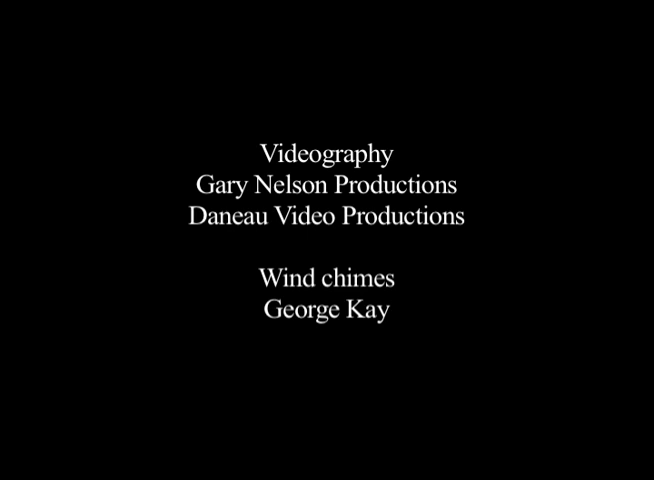 Videography
Gary Nelson Productions
Daneau Video Productions
Wind chimes
George Kay